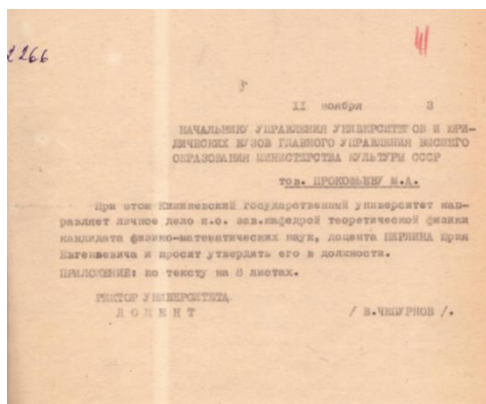 2266
11 ноября 3
НАЧАЛЬНИКУ УПРАВЛЕНИЯ УНИВЕРСИТЕТОВ И ЮРИ-
ДИЧЕСКИХ ВУЗОВ ГЛАВНОГО УПРАВЛЕНИЯ ВЫСШЕГО
ОБРАЗОВАНИЯ МИНИСТЕРСТВА КУЛЬТУРЫ СССР
тов. ПРОКОФЬЕВУ М.А.
При этом Кишиневский государственный университет нап-
равляет личное дело и.о. зав.кафедрой теоретической физики
кандидата физико-математических наук, доцента ПЕРЛИНА Юрия
Евгеньевича и просит утвердить его в должности.
ПРИЛОЖЕНИЕ: по тексту на 8 листах.
РЕКТОР УНИВЕРСИТЕТА
Д О Ц Е Н Т / В.ЧЕБУРНОВ /.